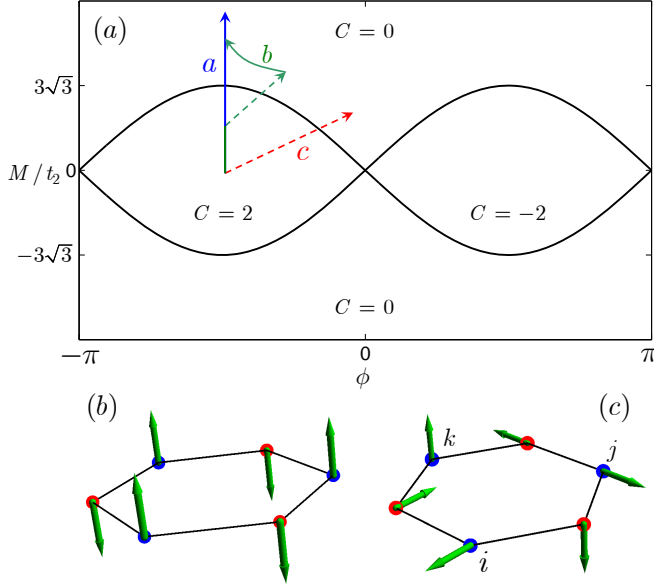 (a)
C = 0
a
b
3√3
c
M / t₂ 0
C = 2
C = −2
−3√3
C = 0
−π 0 π
ϕ
(b)
(c)
k
j
i